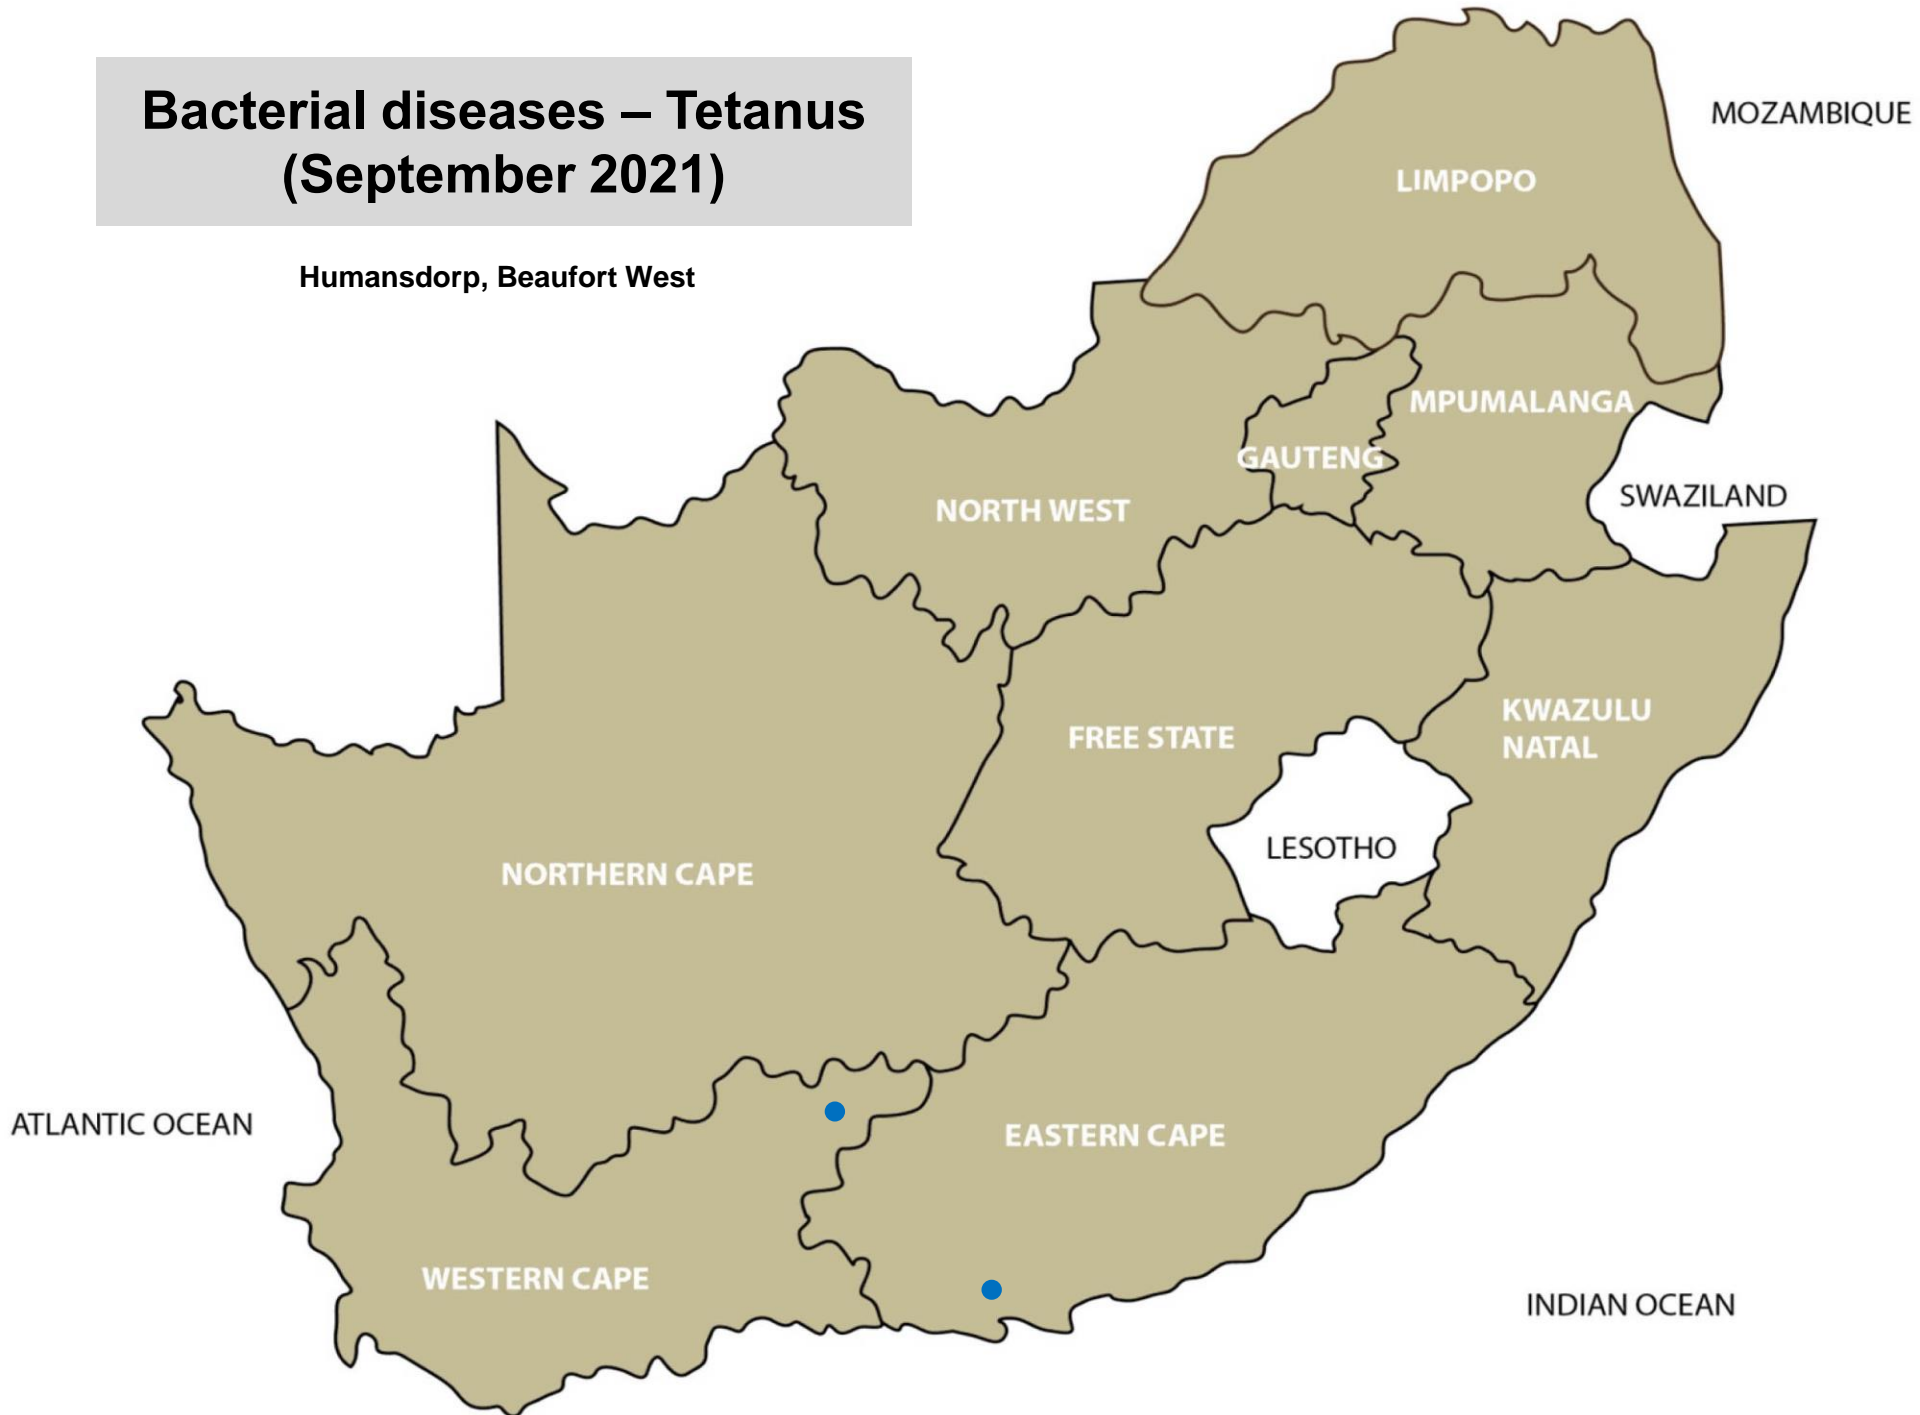 Bacterial diseases – Tetanus
(September 2021)
Humansdorp, Beaufort West
MOZAMBIQUE
LIMPOPO
MPUMALANGA
GAUTENG
SWAZILAND
NORTH WEST
KWAZULU
NATAL
FREE STATE
LESOTHO
NORTHERN CAPE
ATLANTIC OCEAN
EASTERN CAPE
WESTERN CAPE
INDIAN OCEAN